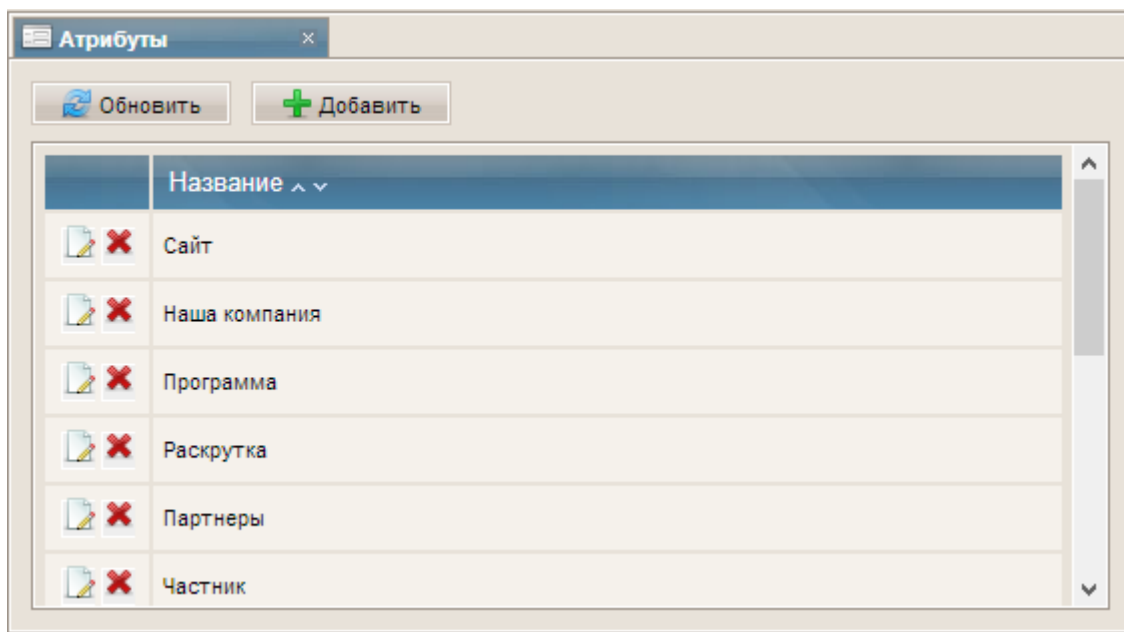 Атрибуты
Обновить Добавить
Название
Сайт
Наша компания
Программа
Раскрутка
Партнеры
Частник